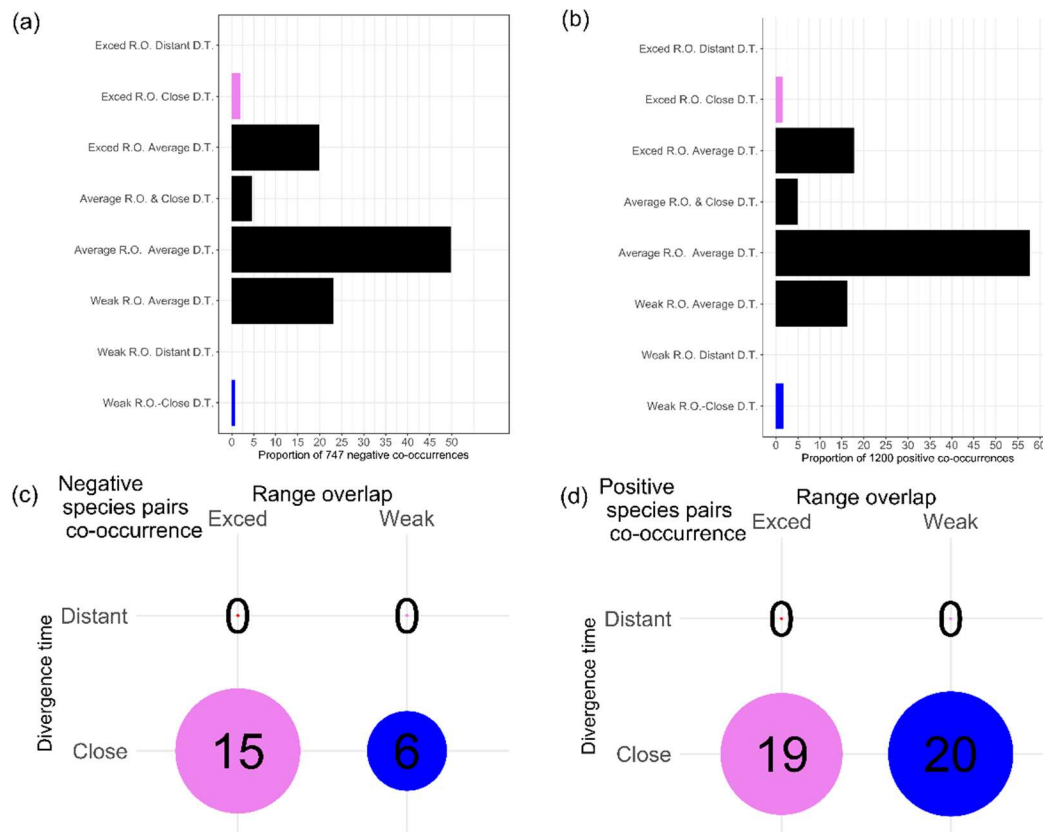 (a)
Exced R.O. Distant D.T.
Exced R.O. Close D.T.
Exced R.O. Average D.T.
Average R.O. & Close D.T.
Average R.O. Average D.T.
Weak R.O. Average D.T.
Weak R.O. Distant D.T.
Weak R.O.-Close D.T.
0 5 10 15 20 25 30 35 40 45 50
Proportion of 747 negative co-occurrences
(b)
Exced R.O. Distant D.T.
Exced R.O. Close D.T.
Exced R.O. Average D.T.
Average R.O. & Close D.T.
Average R.O. Average D.T.
Weak R.O. Average D.T.
Weak R.O. Distant D.T.
Weak R.O.-Close D.T.
0 5 10 15 20 25 30 35 40 45 50 55 60
Proportion of 1200 positive co-occurrences
(c)
Negative
species pairs
co-occurrence
Range overlap
Exced Weak
Divergence time
Distant 0 0
Close 15 6
(d)
Positive
species pairs
co-occurrence
Range overlap
Exced Weak
Divergence time
Distant 0 0
Close 19 20